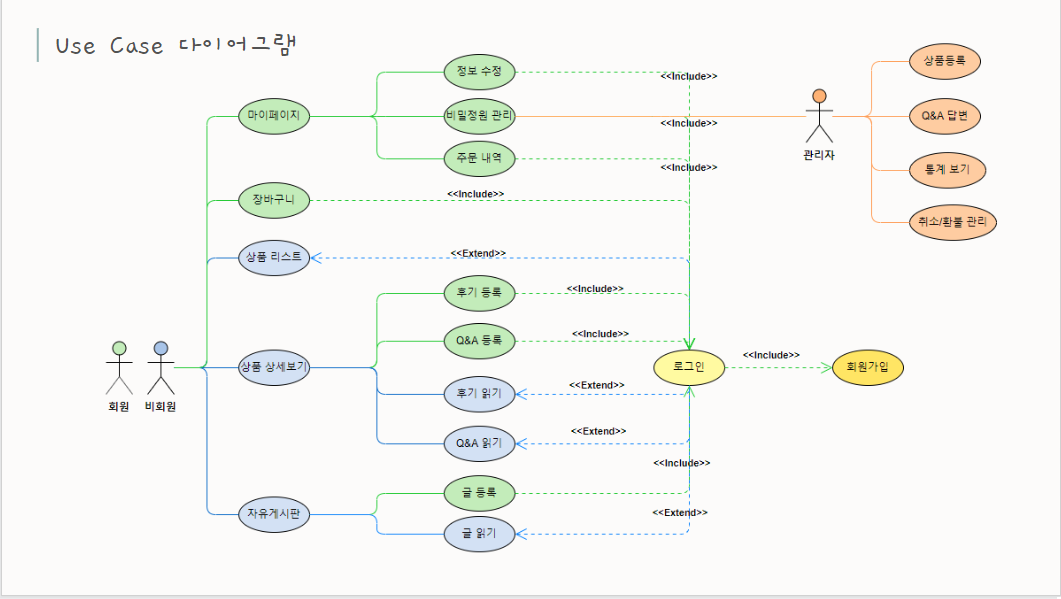 Use Case 다이어그램
정보 수정
<<Include>>
상품등록
마이페이지
비밀정원 관리
<<Include>>
Q&A 답변
관리자
주문 내역
<<Include>>
통계 보기
장바구니
<<Include>>
취소/환불 관리
상품 리스트
<<Extend>>
후기 등록
<<Include>>
Q&A 등록
<<Include>>
로그인
<<Include>>
회원가입
상품 상세보기
후기 읽기
<<Extend>>
회원
비회원
Q&A 읽기
<<Extend>>
<<Include>>
글 등록
자유게시판
<<Extend>>
글 읽기